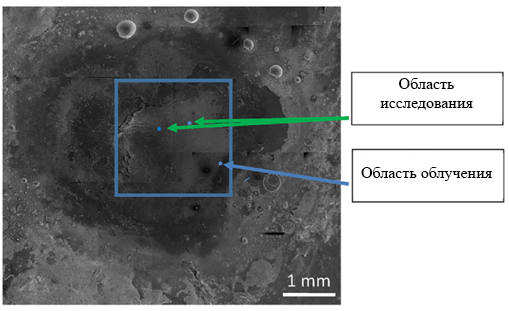 Область
исследования
Область облучения
1 mm